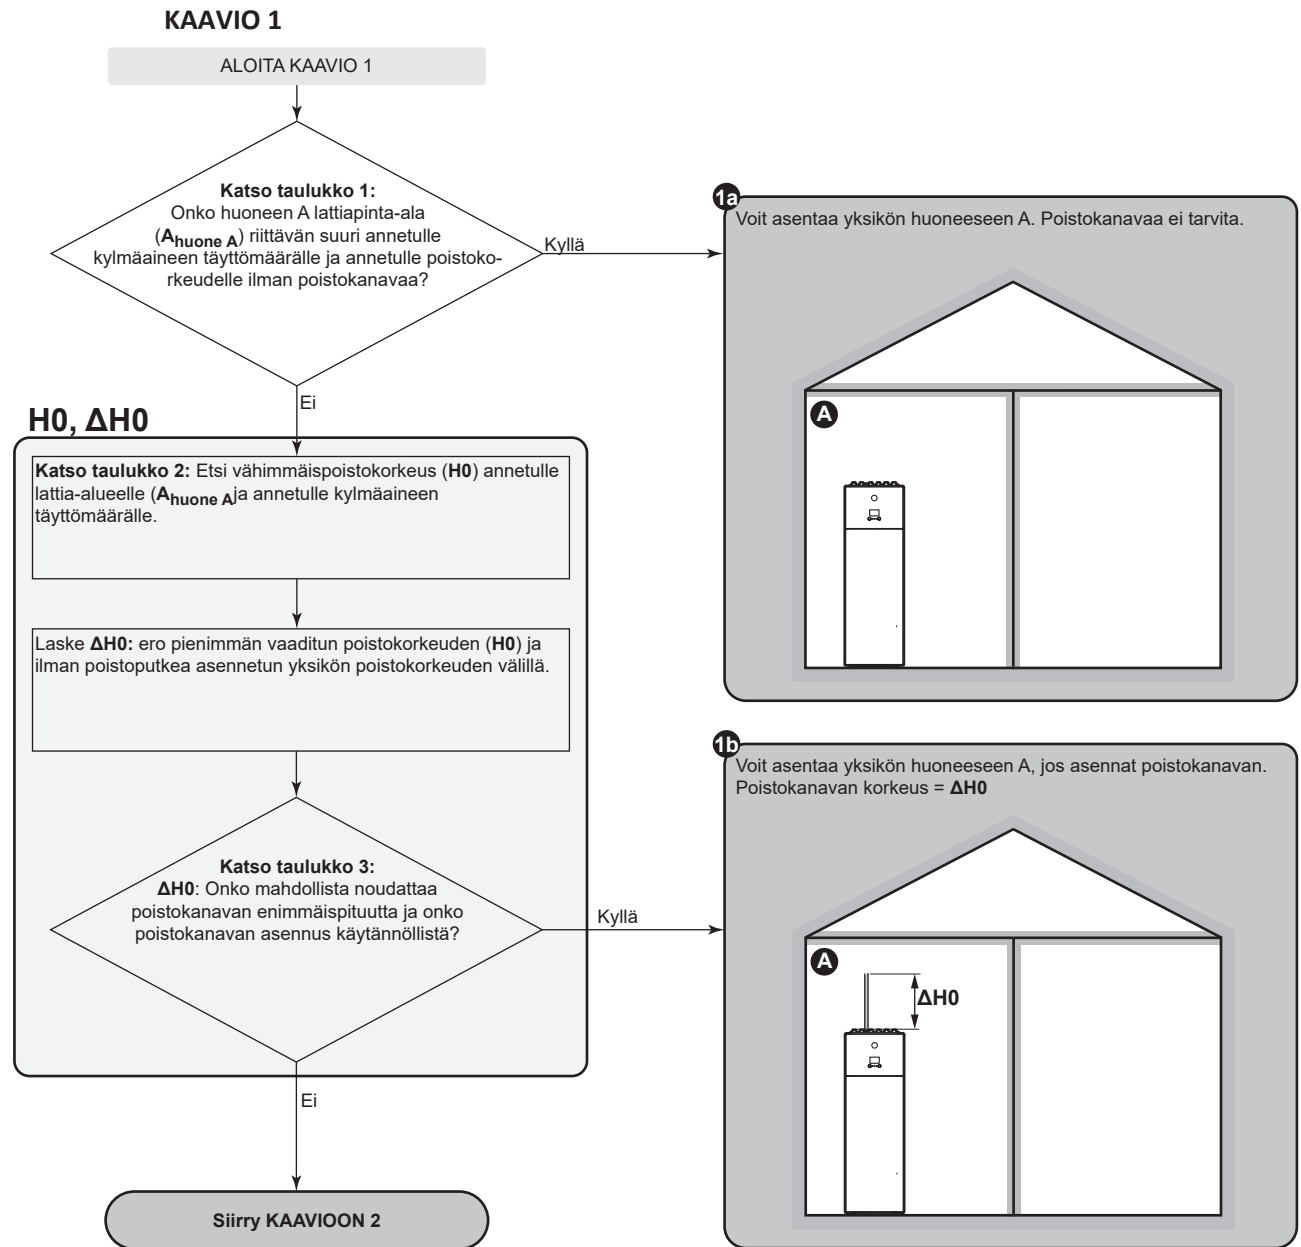 KAAVIO 1
ALOITA KAAVIO 1
Katso taulukko 1:
Onko huoneen A lattiapinta-ala
(Ahuone A) riittävän suuri annetulle
kylmäaineen täyttömäärälle ja annetulle poistoko-
rkeudelle ilman poistokanavaa?
Kyllä
1a
Voit asentaa yksikön huoneeseen A. Poistokanavaa ei tarvita.
A
Ei
H0, ΔH0
Katso taulukko 2: Etsi vähimmäispoistokorkeus (H0) annetulle
lattia-alueelle (Ahuone A ja annetulle kylmäaineen
täyttömäärälle.
Laske ΔH0: ero pienimmän vaaditun poistokorkeuden (H0) ja
ilman poistoputkea asennetun yksikön poistokorkeuden välillä.
Katso taulukko 3:
ΔH0: Onko mahdollista noudattaa
poistokanavan enimmäispituutta ja onko
poistokanavan asennus käytännöllistä?
Kyllä
1b
Voit asentaa yksikön huoneeseen A, jos asennat poistokanavan.
Poistokanavan korkeus = ΔH0
A
ΔH0
Ei
Siirry KAAVIOON 2